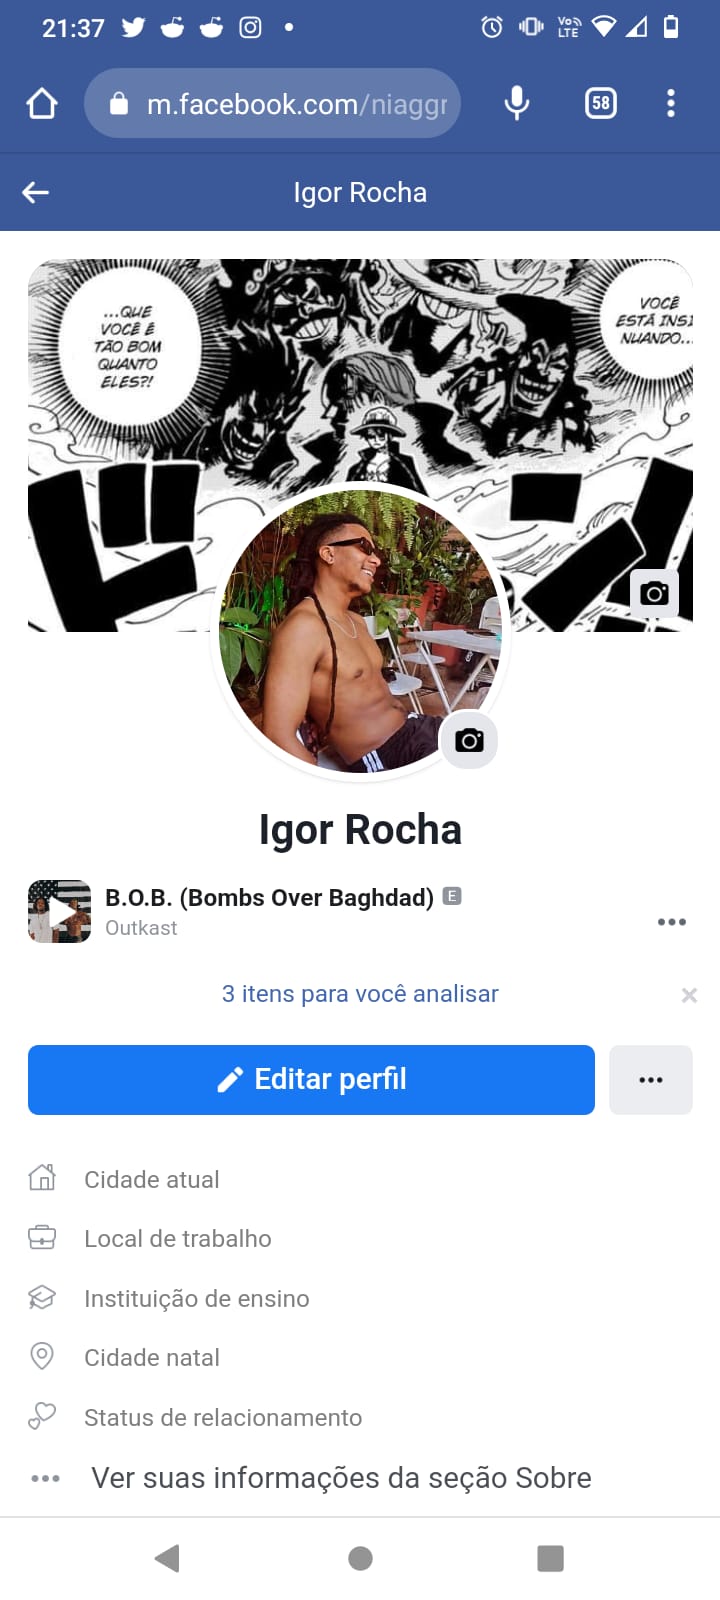 21:37
Vo))
LTE
m.facebook.com/niaggr
58
Igor Rocha
...QUE
VOCÊ É
TÃO BOM
QUANTO
ELES?!
VOCÊ
ESTÁ INSI
NUANDO...
ドン
Igor Rocha
B.O.B. (Bombs Over Baghdad) E
Outkast
3 itens para você analisar
Editar perfil
Cidade atual
Local de trabalho
Instituição de ensino
Cidade natal
Status de relacionamento
Ver suas informações da seção Sobre